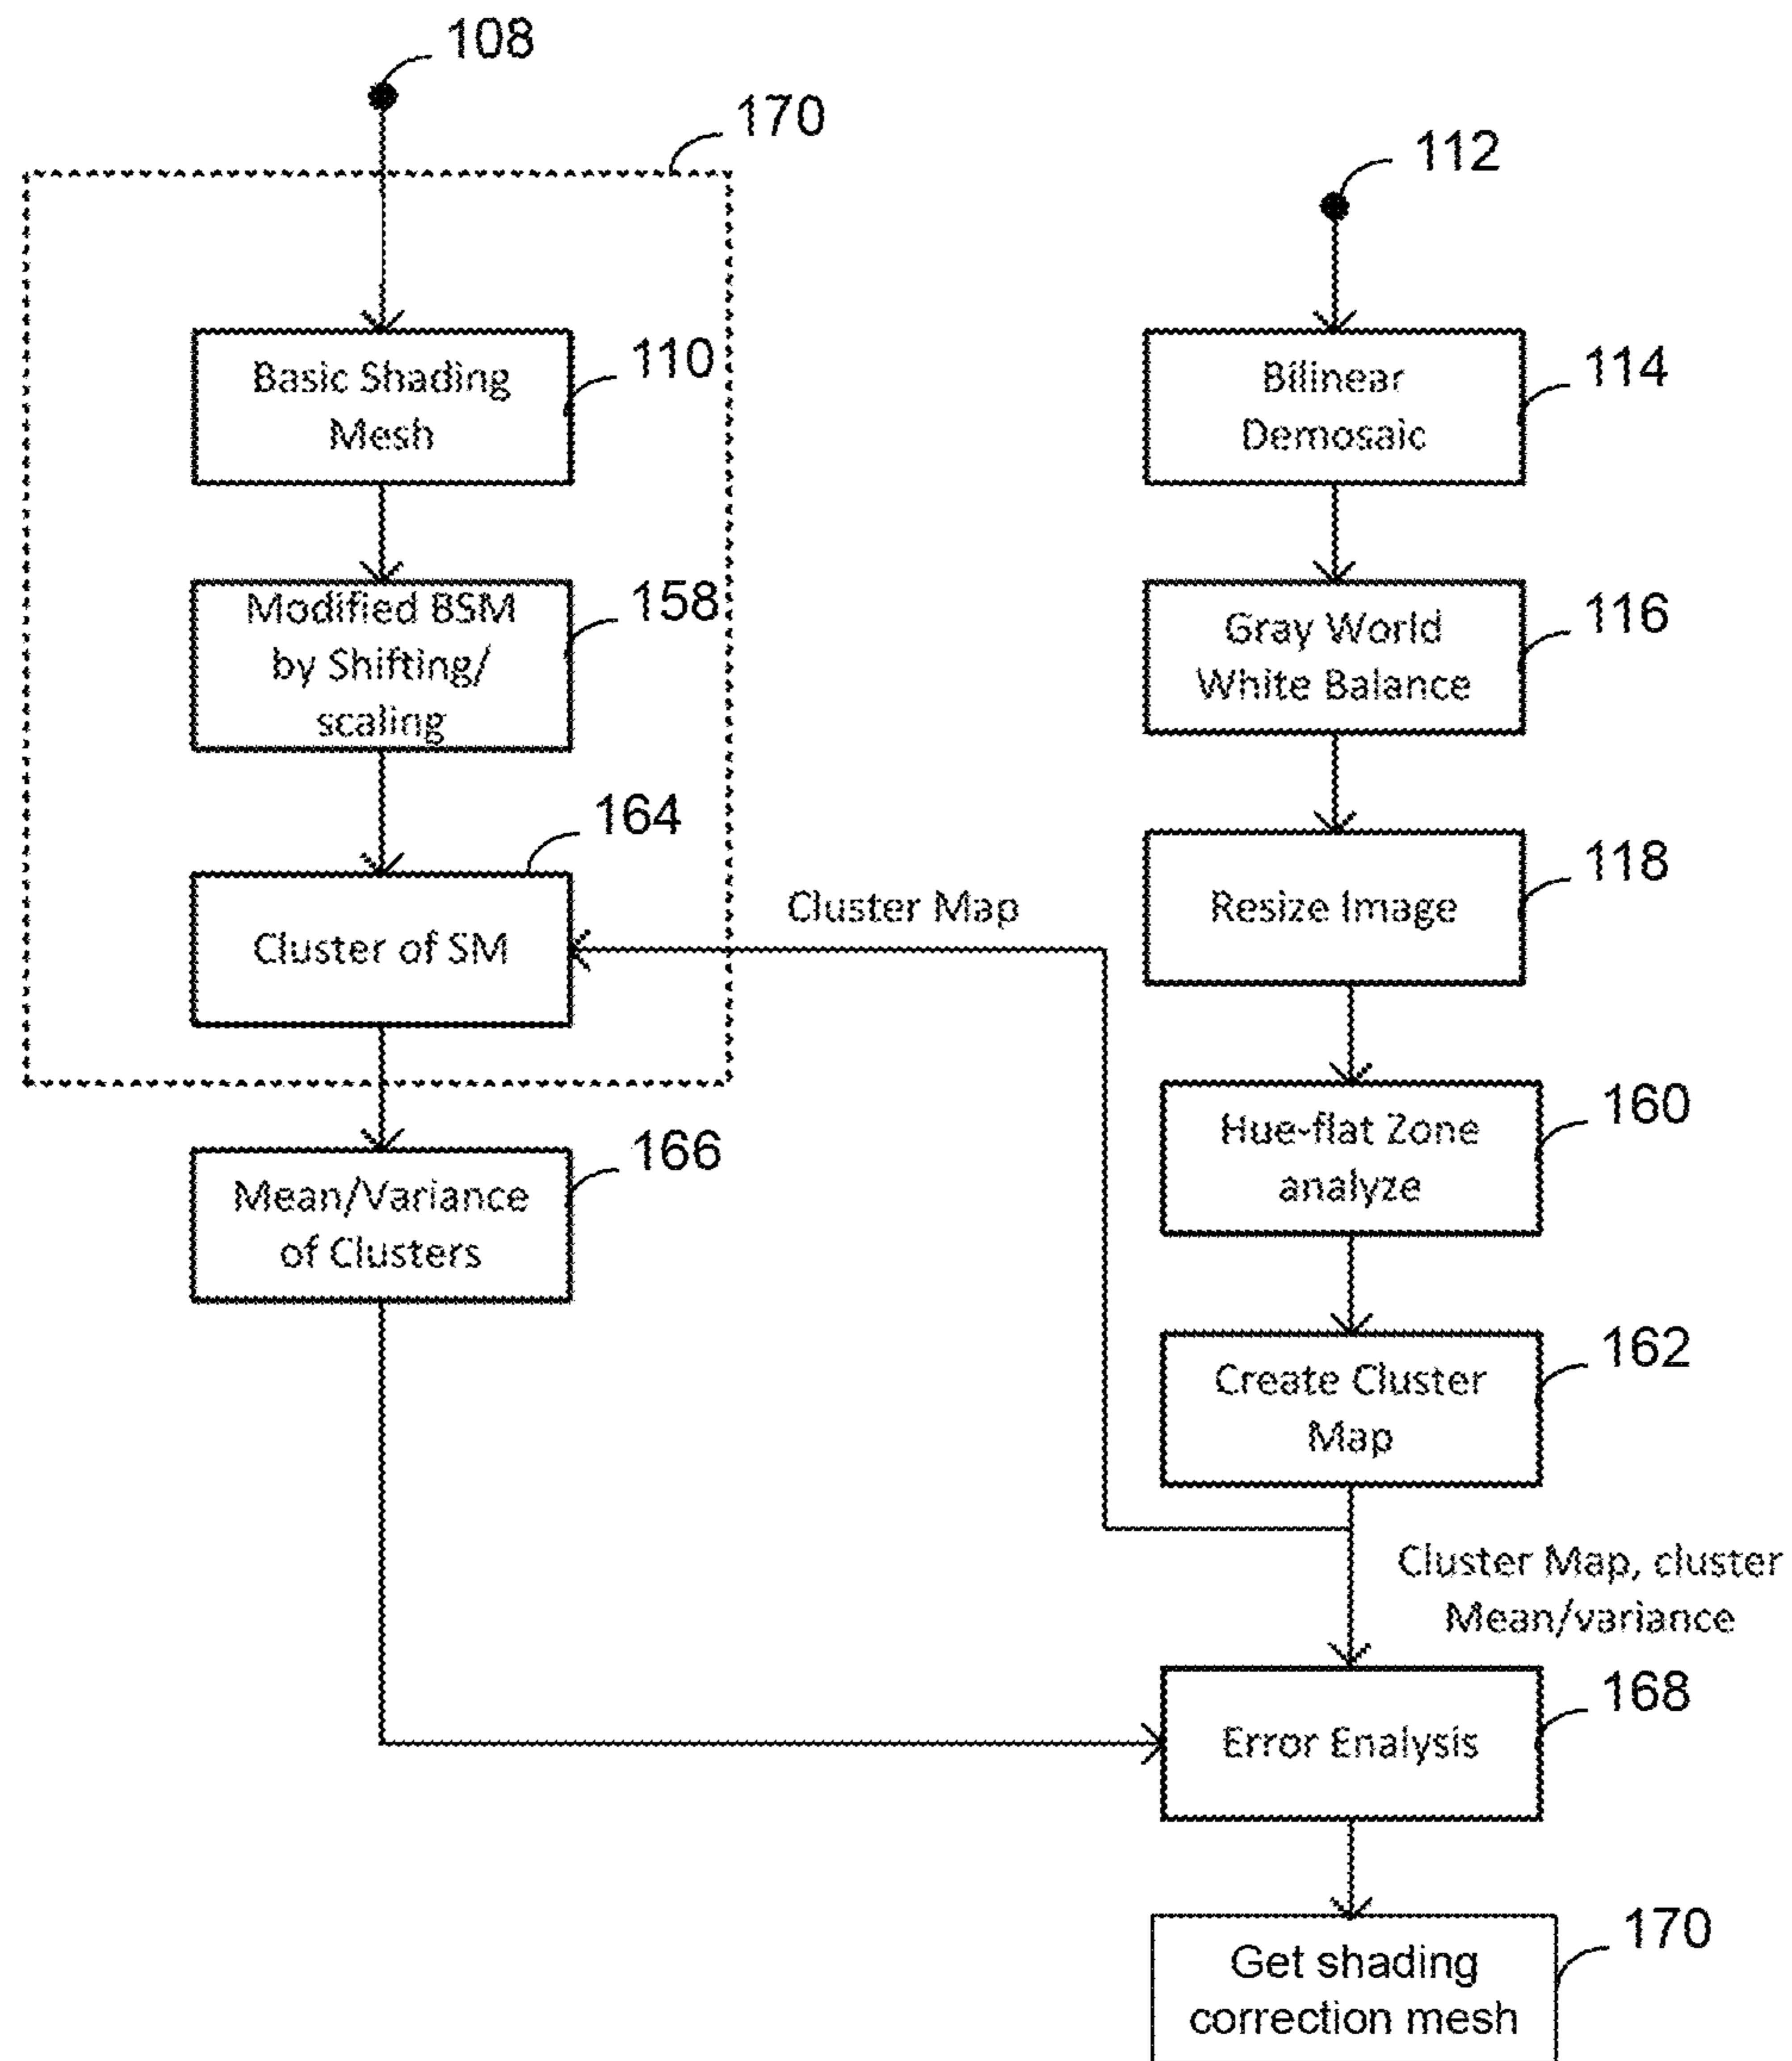 108
170
112
Basic Shading
Mesh
110
Bilinear
Demosaic
114
Modified BSM
by Shifting/
scaling
158
Gray World
White Balance
116
164
Cluster of SM
Cluster Map
Resize Image
118
Mean/Variance
of Clusters
166
Hue-flat Zone
analyze
160
Create Cluster
Map
162
Cluster Map, cluster
Mean/variance
Error Enalysis
168
Get shading
correction mesh
170